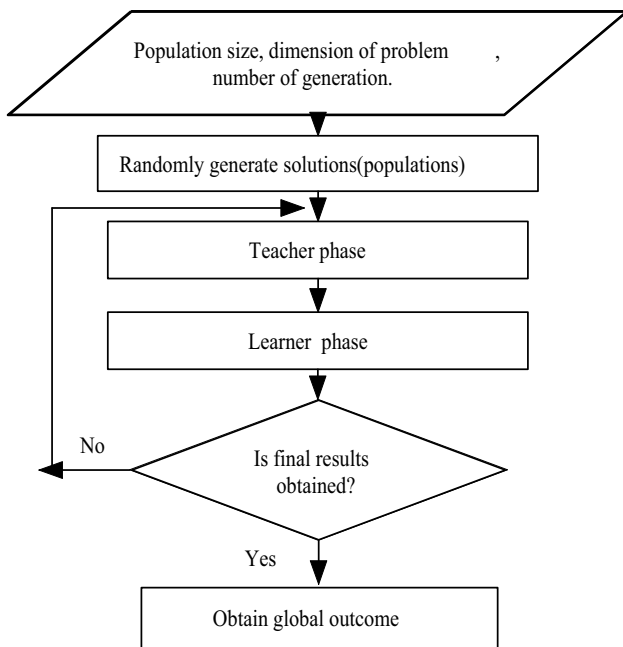 Population size, dimension of problem ,
number of generation.
Randomly generate solutions(populations)
Teacher phase
Learner phase
Is final results
obtained?
No
Yes
Obtain global outcome